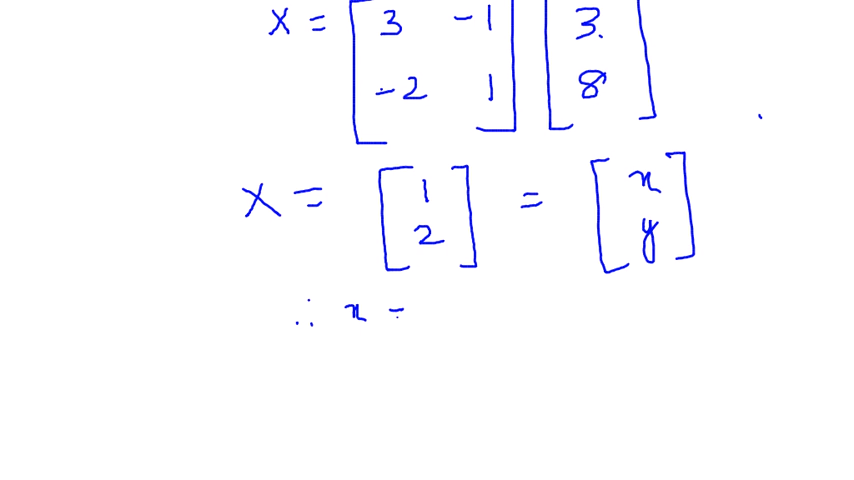 X = [ 3 -1 ] [ 3. ]
[ -2 1 ] [ 8 ]
X = [ 1 ] = [ x ]
[ 2 ] [ y ]
∴ x =